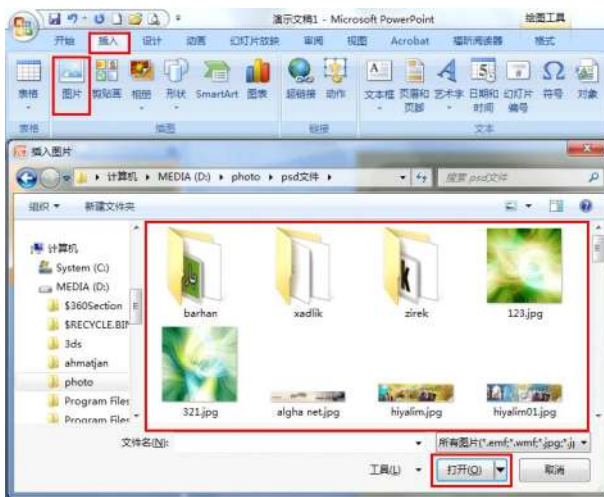 演示文稿1 - Microsoft PowerPoint 绘图工具
开始 插入 设计 动画 幻灯片放映 审阅 视图 Acrobat 福昕阅读器 格式
表格 图片 剪贴画 相册 形状 SmartArt 图表 超链接 动作 文本框 页眉和页脚 艺术字 日期和时间 幻灯片编号 符号 对象
表格 插图 链接 文本
插入图片
计算机 MEDIA (D:) photo psd文件 搜索 psd文件
组织 新建文件夹
计算机
System (C:)
MEDIA (D:)
$360Section
$RECYCLE.BIN
3ds
ahmatjan
photo
Program Files
Program Files
barhan xadlik zirek 123.jpg
321.jpg algha net.jpg hiyalim.jpg hiyalim01.jpg
文件名(N): 所有图片(*.emf;*.wmf;*.jpg;*.j
工具(L) 打开(O) 取消